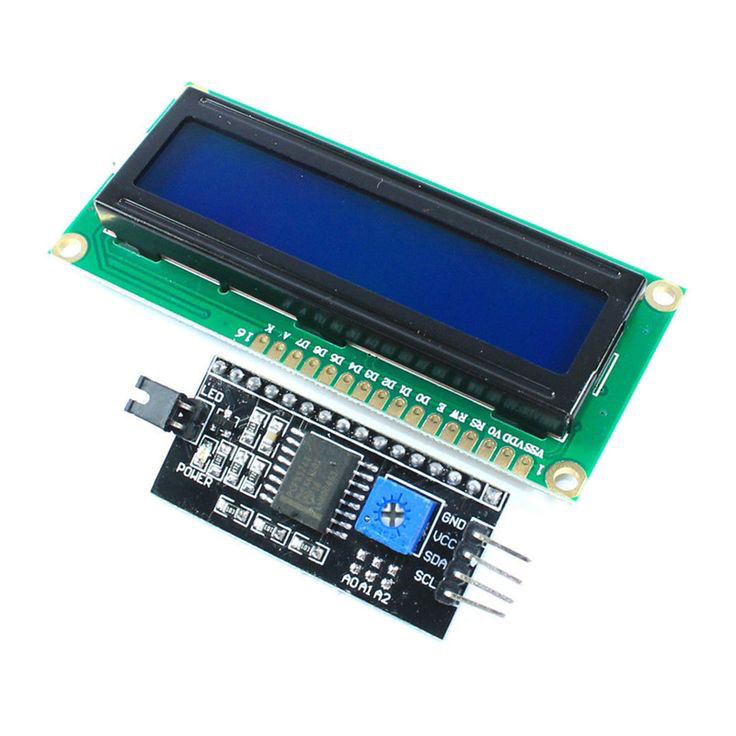 16
K
A
D7
D6
D5
D4
D3
D2
D1
D0
E
RW
RS
V0
VDD
VSS
1
LED
POWER
GND
VCC
SDA
SCL
A0 A1 A2